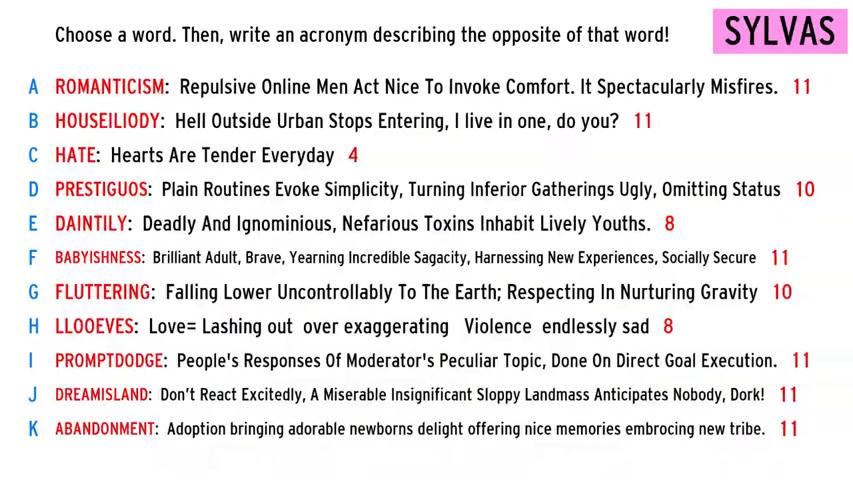 Choose a word. Then, write an acronym describing the opposite of that word! SYLVAS
A ROMANTICISM: Repulsive Online Men Act Nice To Invoke Comfort. It Spectacularly Misfires. 11
B HOUSEILIODY: Hell Outside Urban Stops Entering, I live in one, do you? 11
C HATE: Hearts Are Tender Everyday 4
D PRESTIGUOS: Plain Routines Evoke Simplicity, Turning Inferior Gatherings Ugly, Omitting Status 10
E DAINTILY: Deadly And Ignominious, Nefarious Toxins Inhabit Lively Youths. 8
F BABYISHNESS: Brilliant Adult, Brave, Yearning Incredible Sagacity, Harnessing New Experiences, Socially Secure 11
G FLUTTERING: Falling Lower Uncontrollably To The Earth; Respecting In Nurturing Gravity 10
H LLOOEVES: Love= Lashing out over exaggerating Violence endlessly sad 8
I PROMPTDODGE: People's Responses Of Moderator's Peculiar Topic, Done On Direct Goal Execution. 11
J DREAMISLAND: Don't React Excitedly, A Miserable Insignificant Sloppy Landmass Anticipates Nobody, Dork! 11
K ABANDONMENT: Adoption bringing adorable newborns delight offering nice memories embrocing new tribe. 11